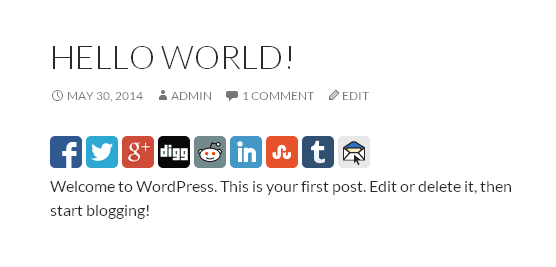 HELLO WORLD!
MAY 30, 2014 ADMIN 1 COMMENT EDIT
f g+ digg in t
Welcome to WordPress. This is your first post. Edit or delete it, then
start blogging!